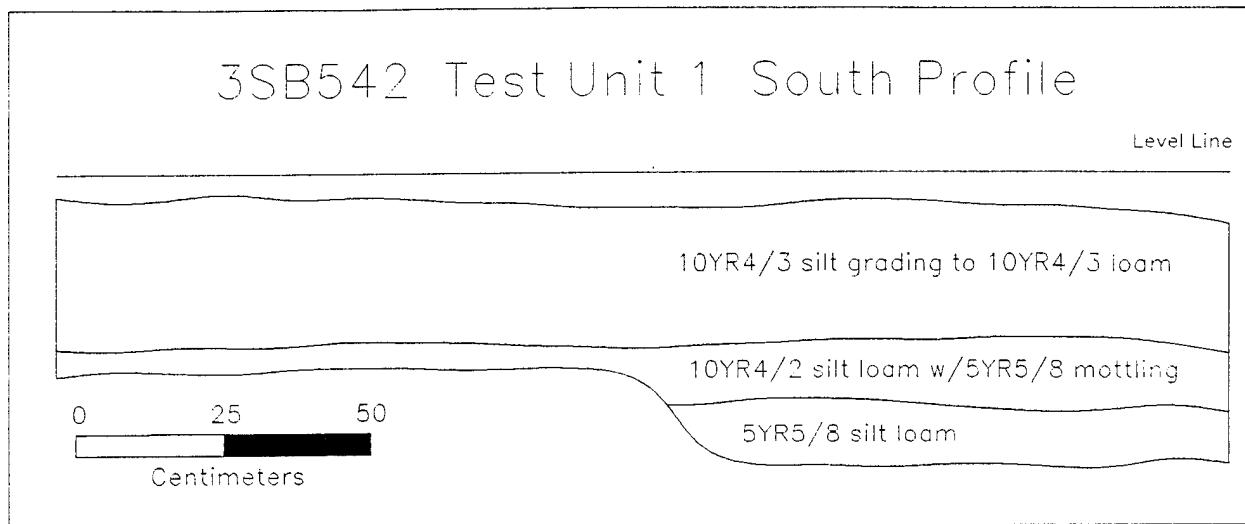 3SB542 Test Unit 1 South Profile
Level Line
10YR4/3 silt grading to 10YR4/3 loam
10YR4/2 silt loam w/5YR5/8 mottling
5YR5/8 silt loam
0 25 50
Centimeters